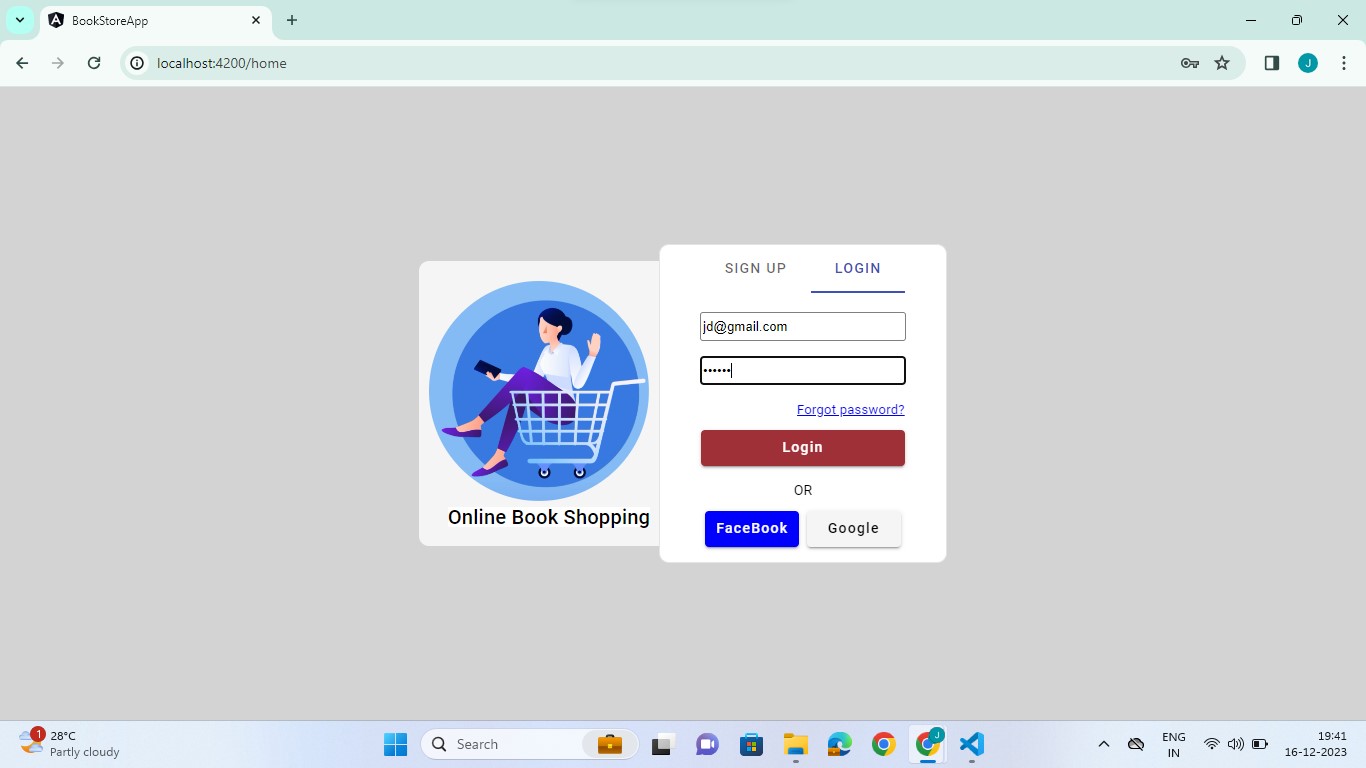 BookStoreApp
localhost:4200/home
J
SIGN UP
LOGIN
jd@gmail.com
••••••
Forgot password?
Login
OR
FaceBook
Google
Online Book Shopping
1
28°C
Partly cloudy
Search
J
ENG
IN
19:41
16-12-2023